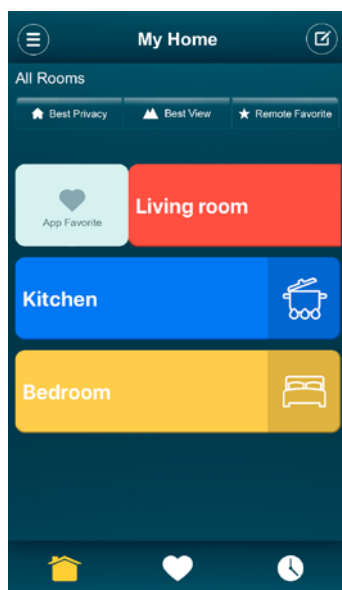 My Home
All Rooms
Best Privacy
Best View
Remote Favorite
App Favorite
Living room
Kitchen
Bedroom